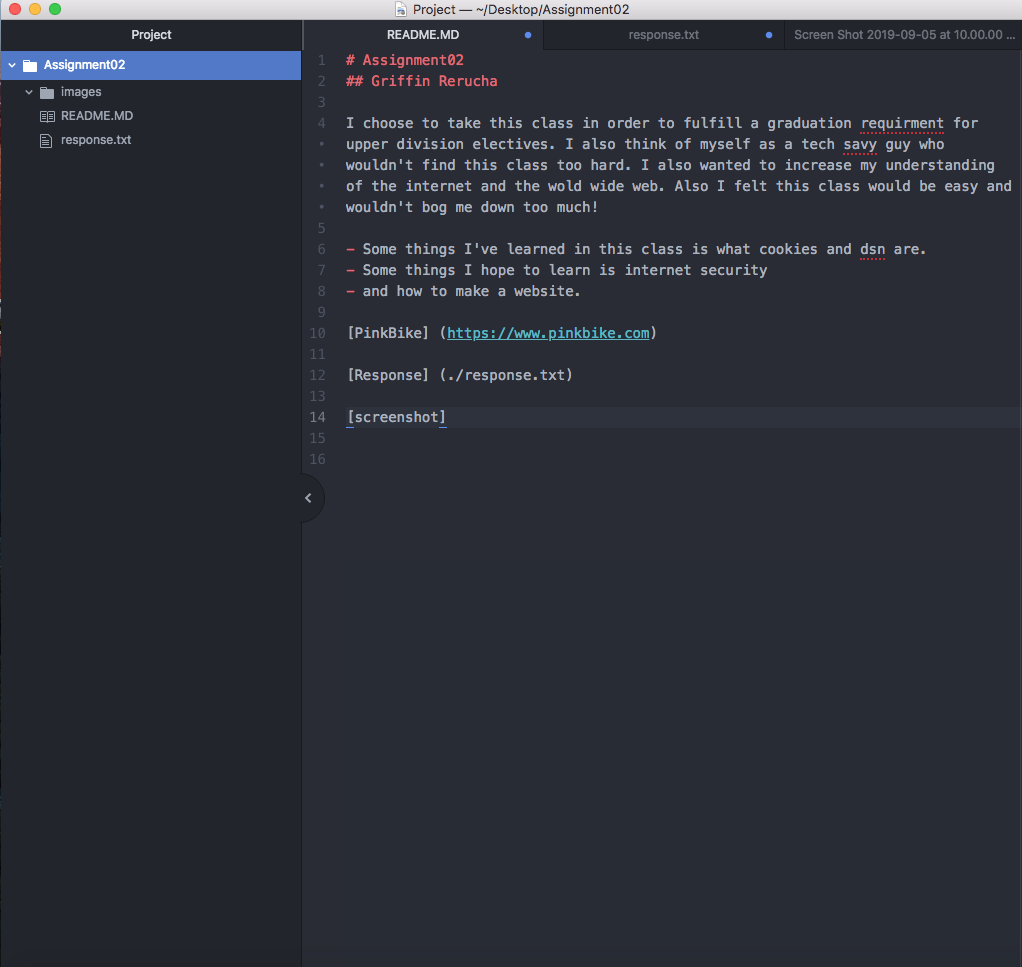 Project — ~/Desktop/Assignment02
Project
README.MD
response.txt
Screen Shot 2019-09-05 at 10.00.00 ...
Assignment02
images
README.MD
response.txt
1 # Assignment02
2 ## Griffin Rerucha
3
4 I choose to take this class in order to fulfill a graduation requirment for
• upper division electives. I also think of myself as a tech savy guy who
• wouldn't find this class too hard. I also wanted to increase my understanding
• of the internet and the wold wide web. Also I felt this class would be easy and
• wouldn't bog me down too much!
5
6 - Some things I've learned in this class is what cookies and dsn are.
7 - Some things I hope to learn is internet security
8 - and how to make a website.
9
10 [PinkBike] (https://www.pinkbike.com)
11
12 [Response] (./response.txt)
13
14 [screenshot]
15
16